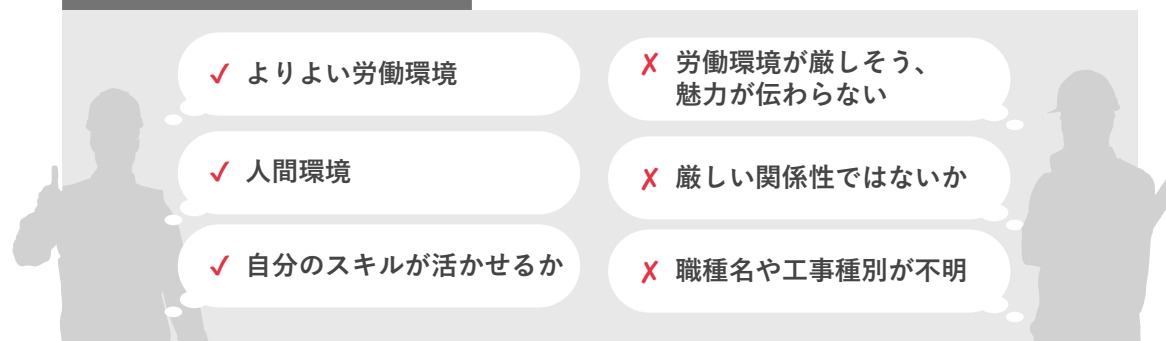 ✓ よりよい労働環境
✓ 人間環境
✓ 自分のスキルが活かせるか
✗ 労働環境が厳しそう、
魅力が伝わらない
✗ 厳しい関係性ではないか
✗ 職種名や工事種別が不明